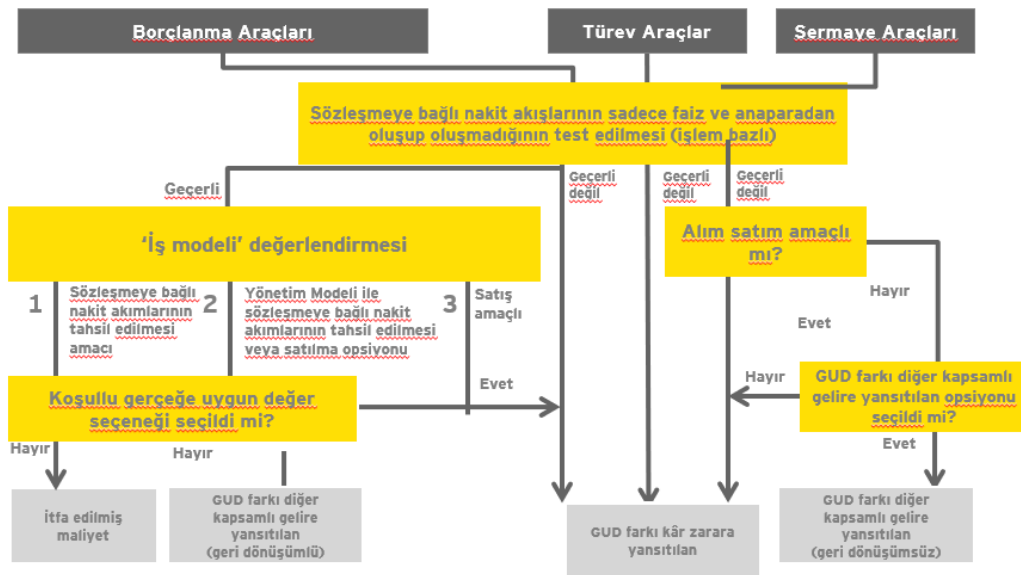 Borçlanma Araçları
Türev Araçlar
Sermaye Araçları
Sözleşmeye bağlı nakit akışlarının sadece faiz ve anaparadan
oluşup oluşmadığının test edilmesi (işlem bazlı)
Geçerli
Geçerli
değil
Geçerli
değil
Geçerli
değil
‘İş modeli’ değerlendirmesi
Alım satım amaçlı
mı?
1
Sözleşmeye bağlı
nakit akımlarının
tahsil edilmesi
amacı
2
Yönetim Modeli ile
sözleşmeye bağlı nakit
akımlarının tahsil edilmesi
veya satılma opsiyonu
3
Satış
amaçlı
Hayır
Evet
Koşullu gerçeğe uygun değer
seçeneği seçildi mi?
Evet
Hayır
GUD farkı diğer kapsamlı
gelire yansıtılan opsiyonu
seçildi mi?
Hayır
Hayır
Evet
İtfa edilmiş
maliyet
GUD farkı diğer
kapsamlı gelire
yansıtılan
(geri dönüşümlü)
GUD farkı kâr zarara
yansıtılan
GUD farkı diğer
kapsamlı gelire
yansıtılan
(geri dönüşümsüz)